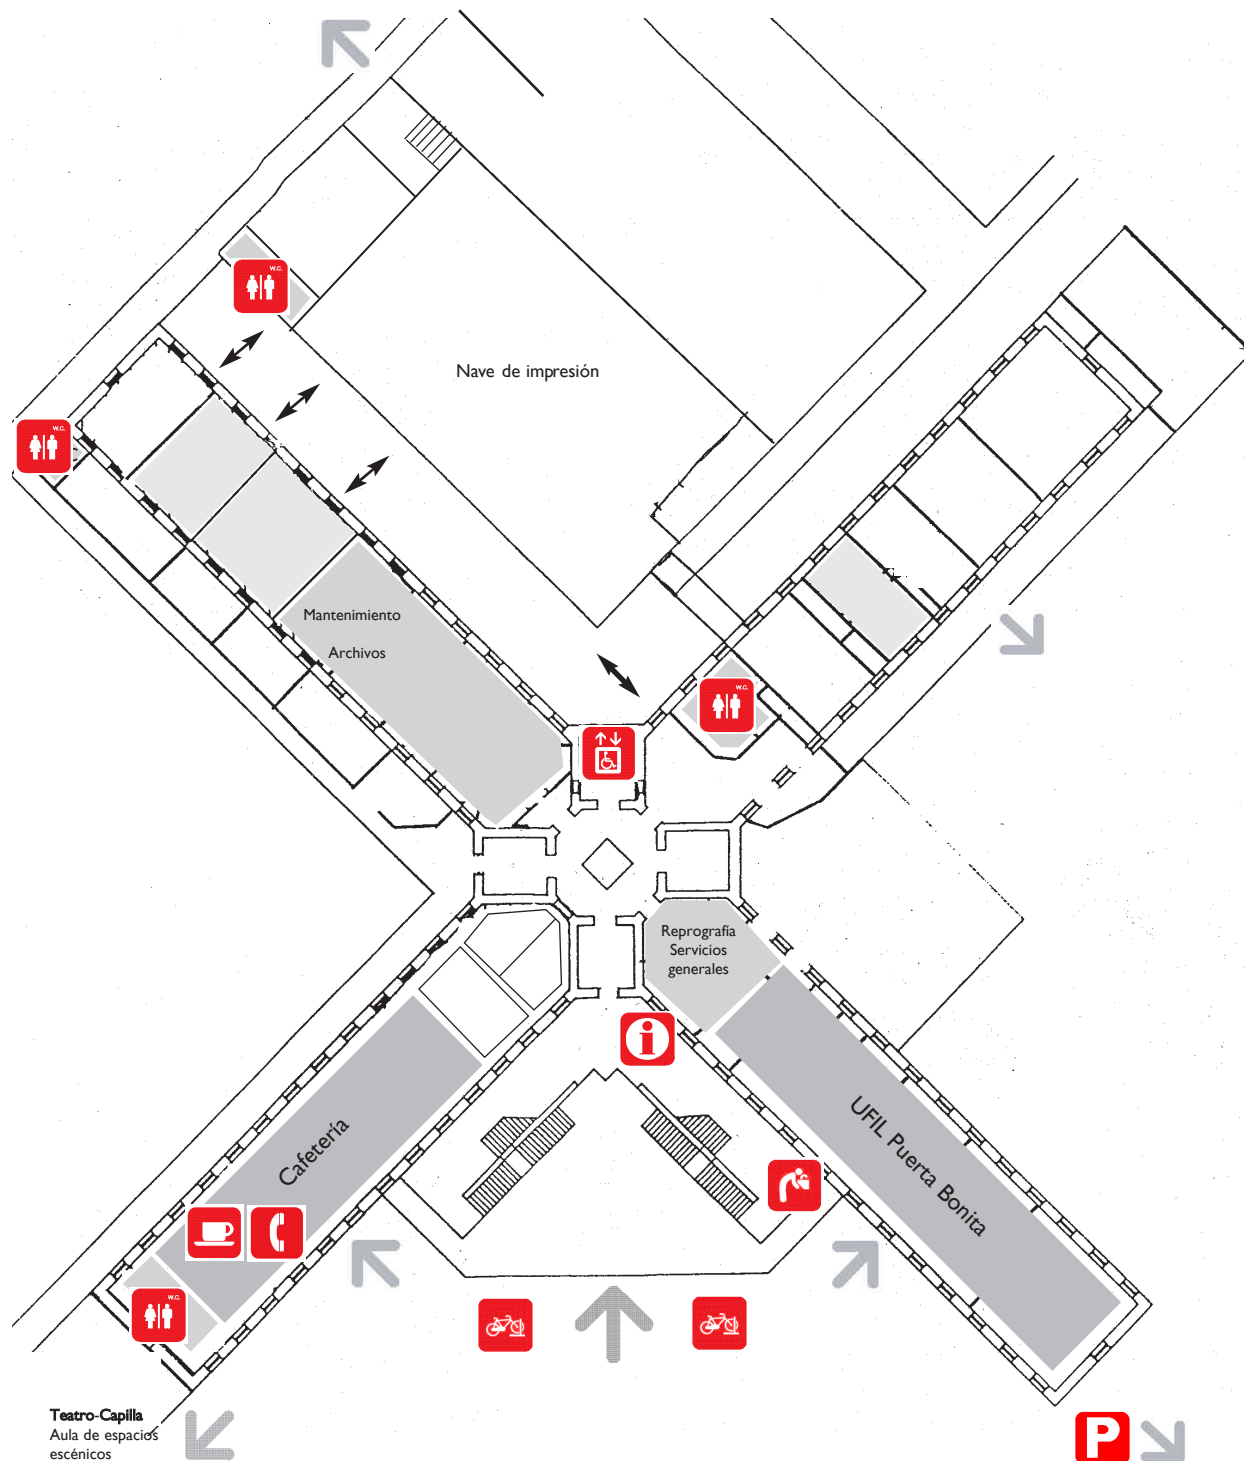 W.C.
Nave de impresión
W.C.
Mantenimiento
Archivos
W.C.
Reprografía
Servicios
generales
i
UFIL Puerta Bonita
Cafetería
W.C.
Teatro-Capilla
Aula de espacios
escénicos
P